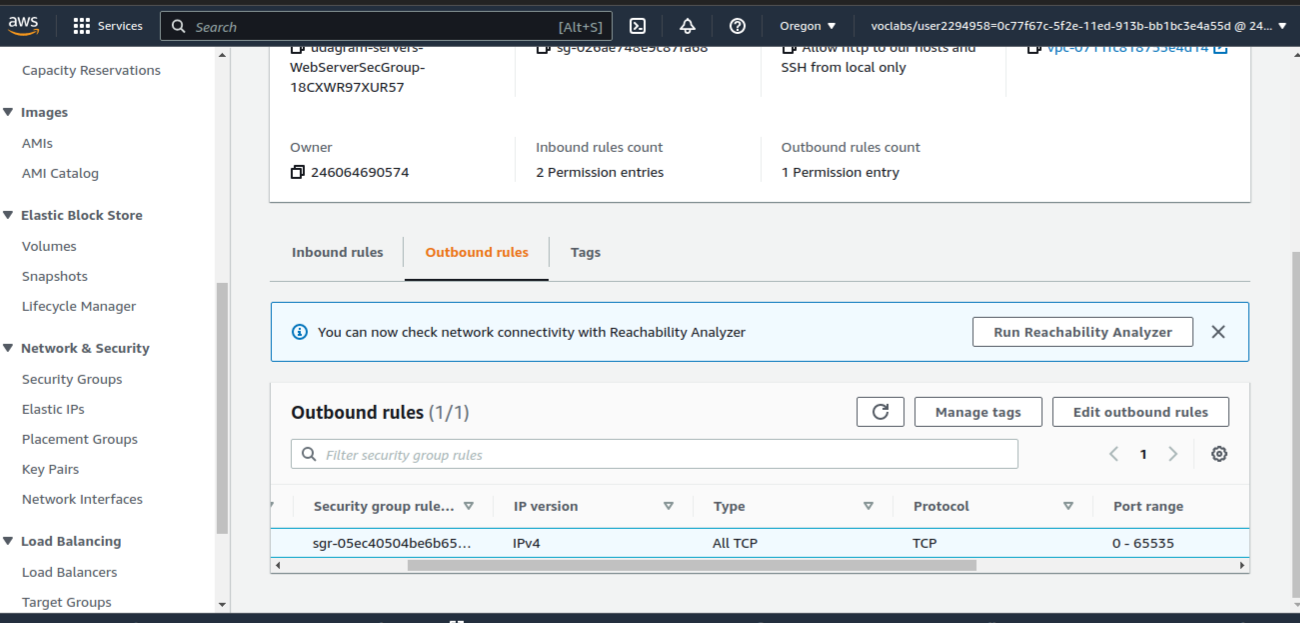 aws
Services
Search
[Alt+S]
Oregon
voclabs/user2294958=0c77f67c-5f2e-11ed-913b-bb1bc3e4a55d @ 24...
Capacity Reservations
Images
AMIs
AMI Catalog
Elastic Block Store
Volumes
Snapshots
Lifecycle Manager
Network & Security
Security Groups
Elastic IPs
Placement Groups
Key Pairs
Network Interfaces
Load Balancing
Load Balancers
Target Groups
udagram-servers-
WebServerSecGroup-
18CXWR97XUR57
Allow http to our hosts and
SSH from local only
Owner
246064690574
Inbound rules count
2 Permission entries
Outbound rules count
1 Permission entry
Inbound rules
Outbound rules
Tags
You can now check network connectivity with Reachability Analyzer
Run Reachability Analyzer
Outbound rules (1/1)
Manage tags
Edit outbound rules
Filter security group rules
1
Security group rule... IP version Type Protocol Port range
sgr-05ec40504be6b65... IPv4 All TCP TCP 0 - 65535